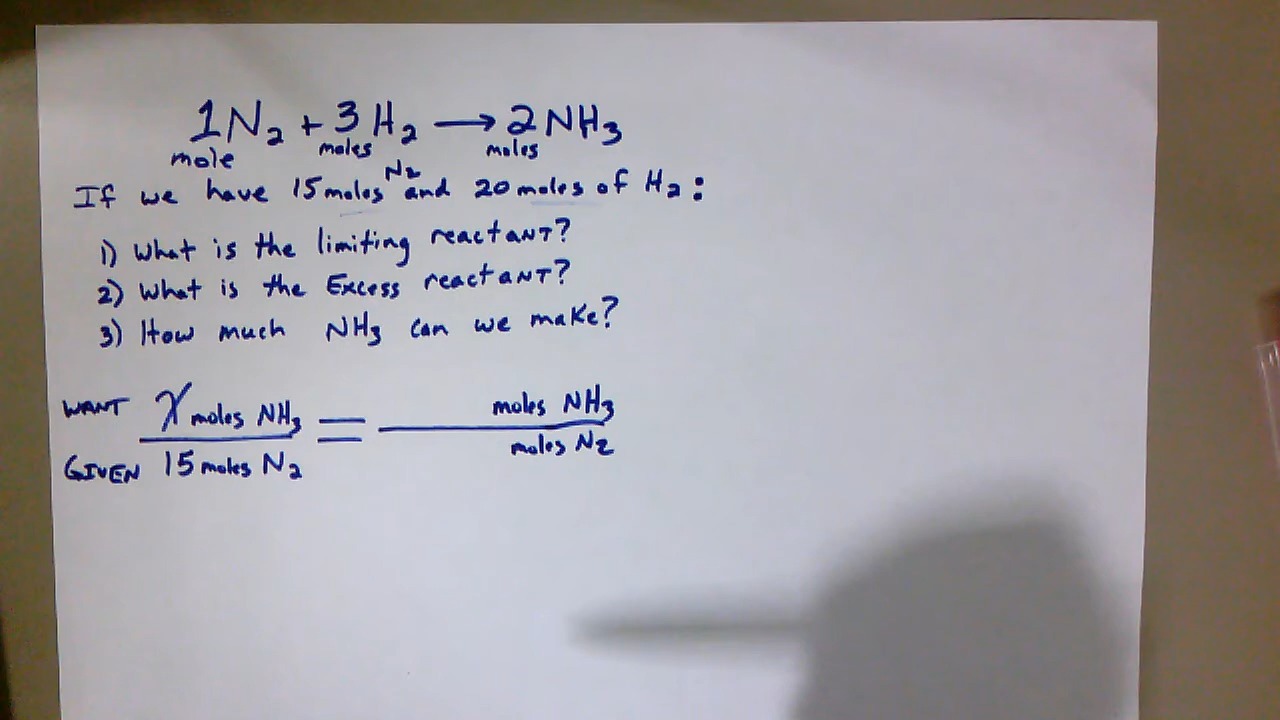 1N₂ + 3H₂ → 2NH₃
mole moles moles
If we have 15 moles N₂ and 20 moles of H₂:
1) What is the limiting reactANT?
2) What is the Excess reactANT?
3) How much NH₃ can we make?
WANT X moles NH₃ = moles NH₃
GIVEN 15 moles N₂ moles N₂